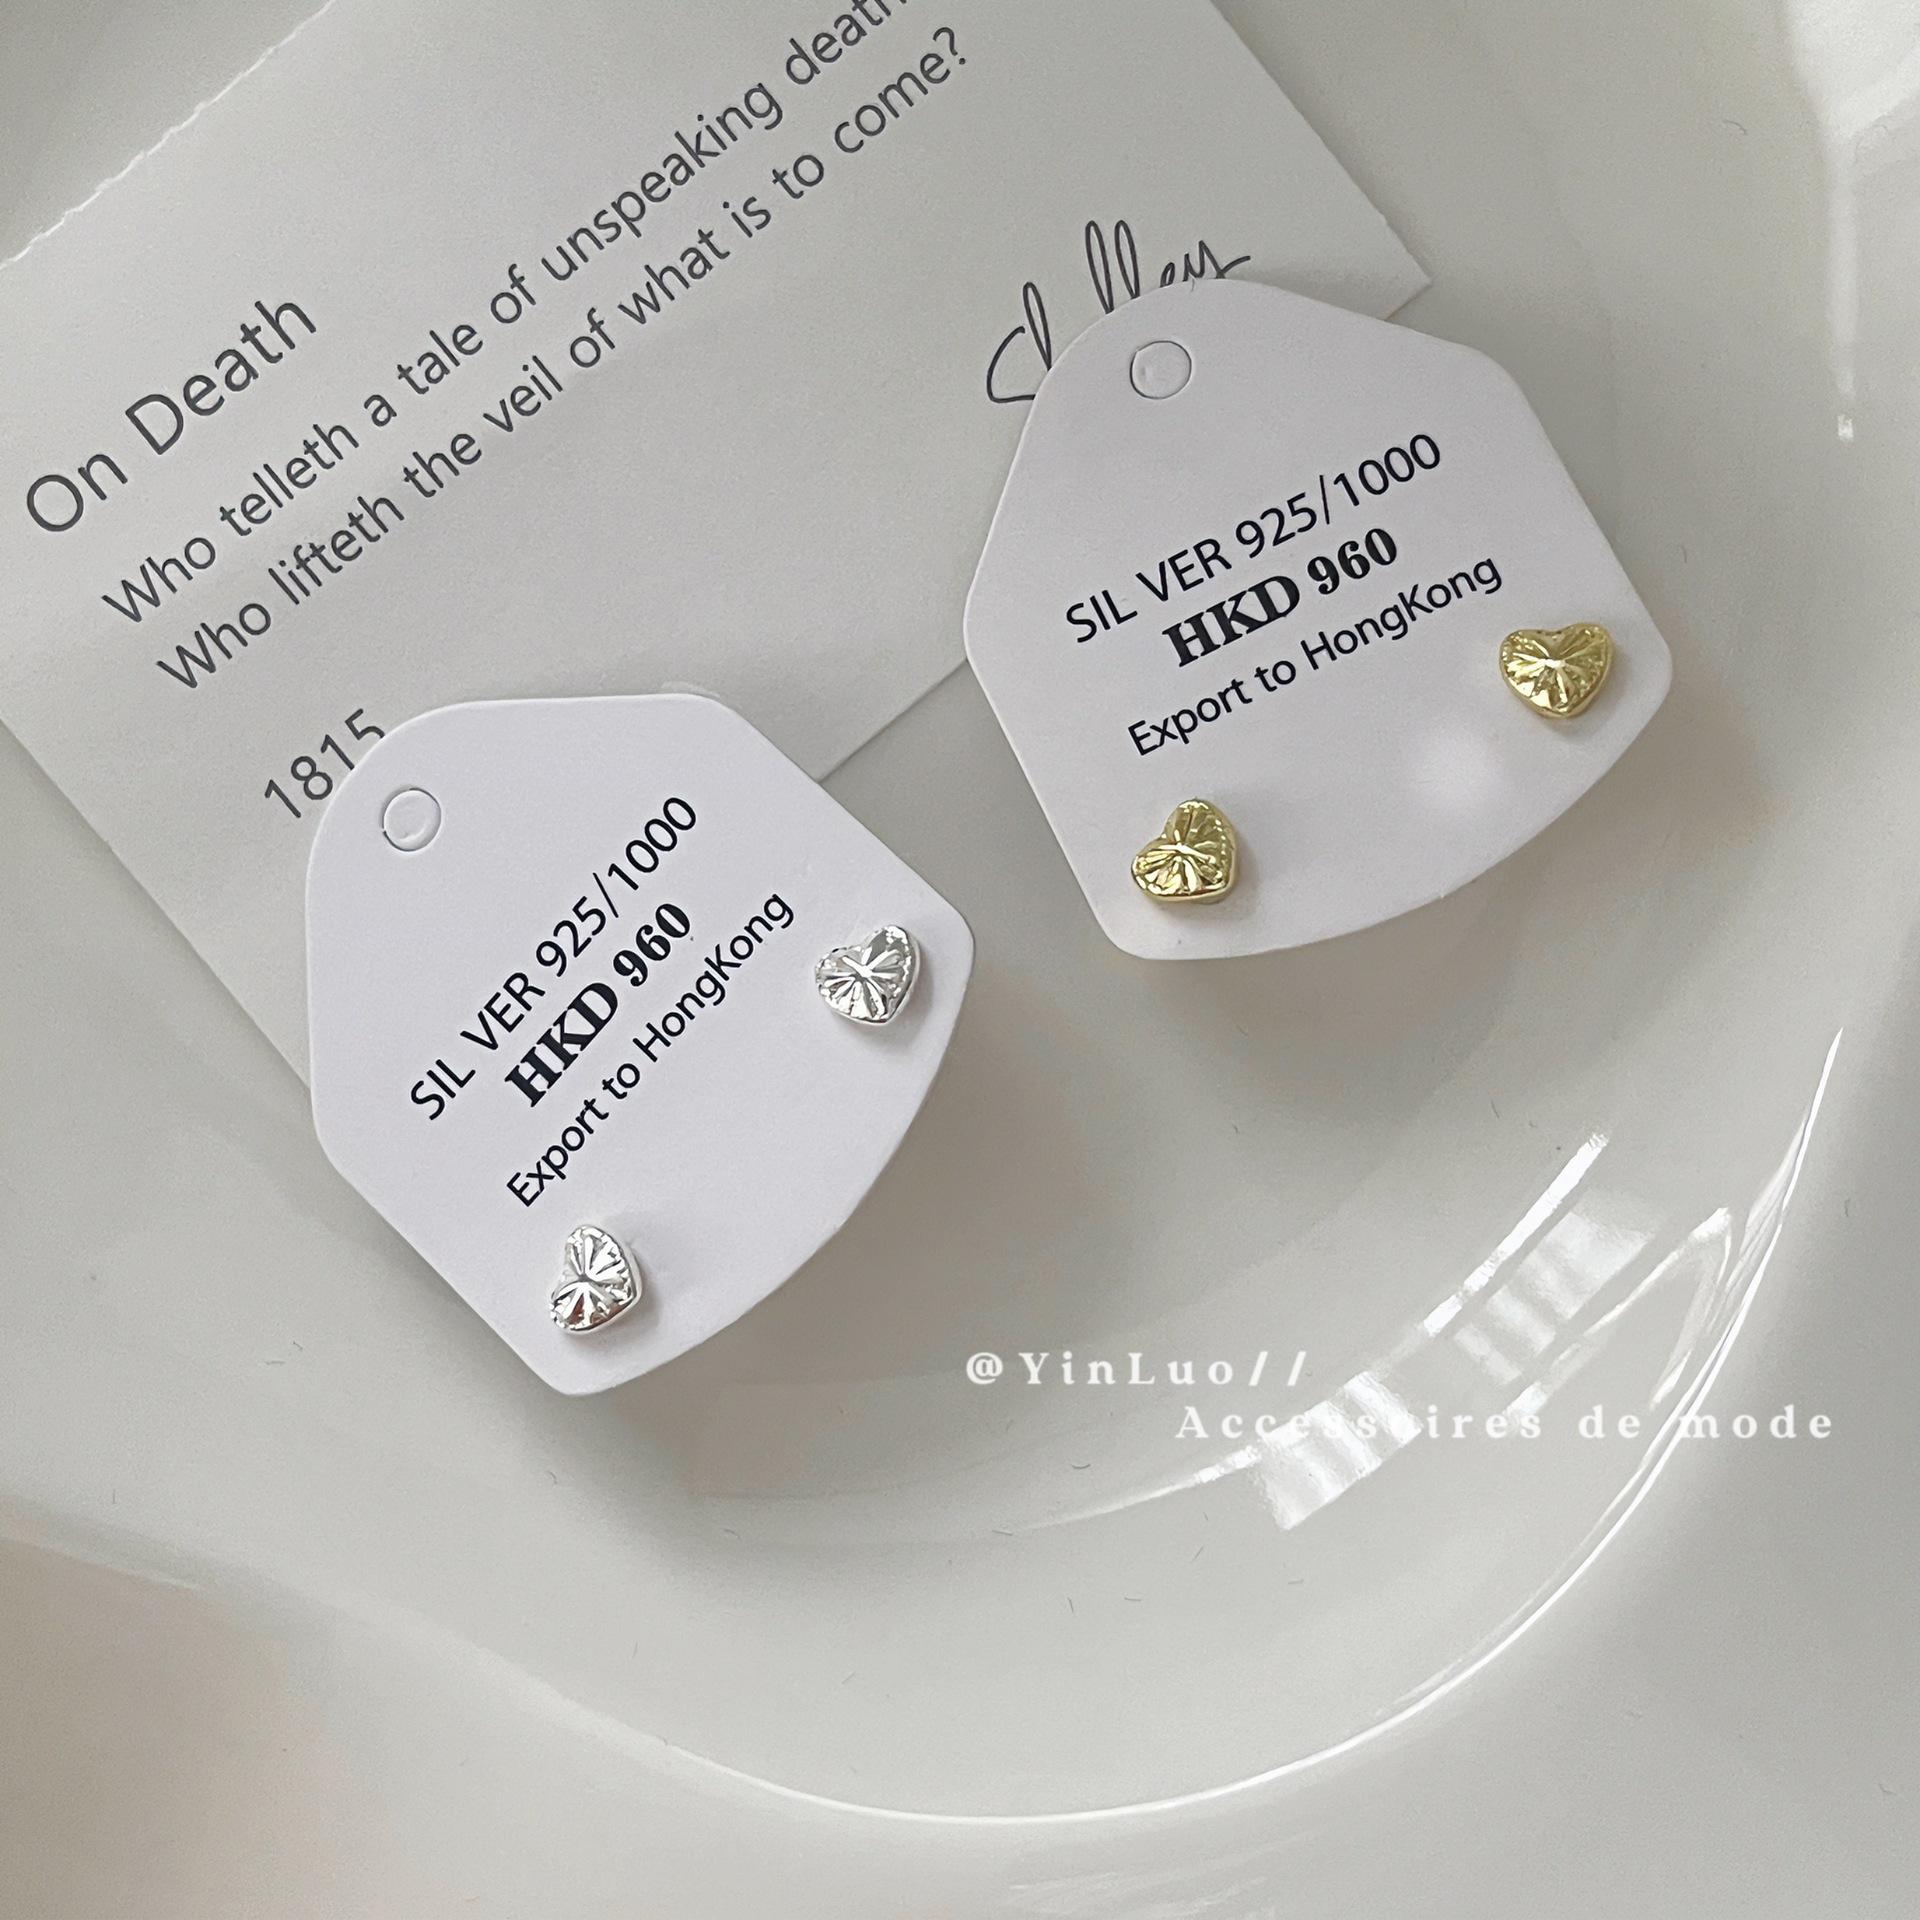 On Death
Who telleth a tale of unspeaking death
Who lifteth the veil of what is to come?
Shelley
1815
SIL VER 925/1000
HKD 960
Export to HongKong
SIL VER 925/1000
HKD 960
Export to HongKong
@YinLuo//
Accessoires de mode